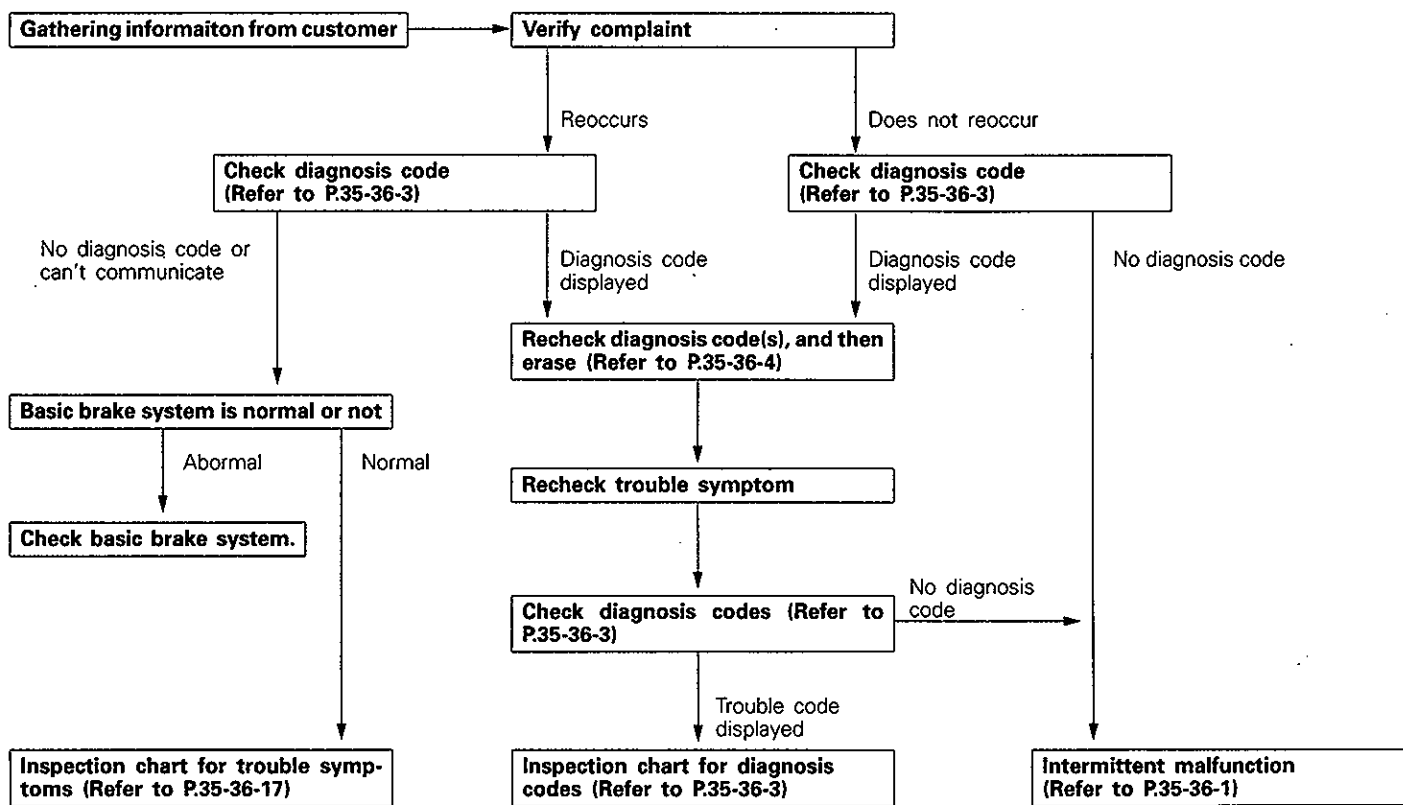 Gathering informaiton from customer
Verify complaint
Reoccurs
Does not reoccur
Check diagnosis code
(Refer to P.35-36-3)
Check diagnosis code
(Refer to P.35-36-3)
No diagnosis code or
can't communicate
Diagnosis code
displayed
Diagnosis code
displayed
No diagnosis code
Recheck diagnosis code(s), and then
erase (Refer to P.35-36-4)
Basic brake system is normal or not
Abormal
Normal
Recheck trouble symptom
Check basic brake system.
No diagnosis
code
Check diagnosis codes (Refer to
P.35-36-3)
Trouble code
displayed
Inspection chart for trouble symp-
toms (Refer to P.35-36-17)
Inspection chart for diagnosis
codes (Refer to P.35-36-3)
Intermittent malfunction
(Refer to P.35-36-1)